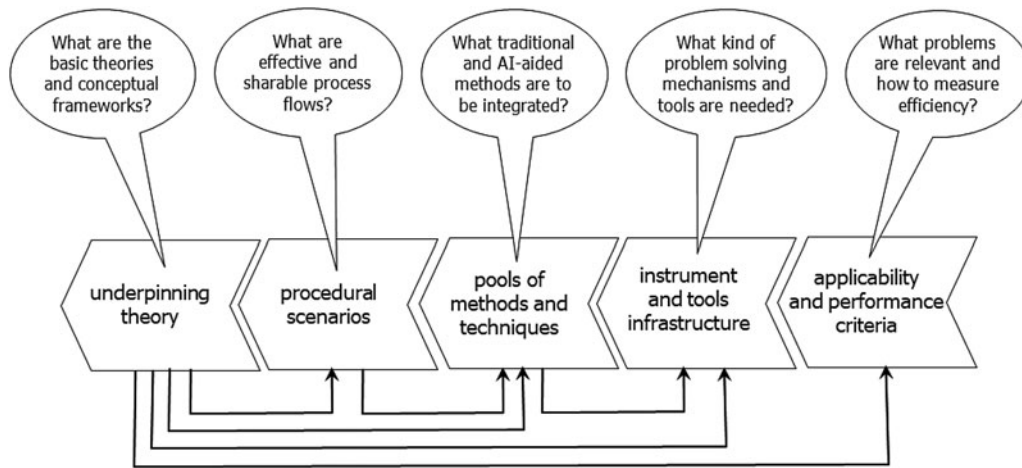 What are the
basic theories
and conceptual
frameworks?
What are
effective and
sharable process
flows?
What traditional
and AI-aided
methods are to
be integrated?
What kind of
problem solving
mechanisms and
tools are needed?
What problems
are relevant and
how to measure
efficiency?
underpinning
theory
procedural
scenarios
pools of
methods and
techniques
instrument
and tools
infrastructure
applicability
and performance
criteria